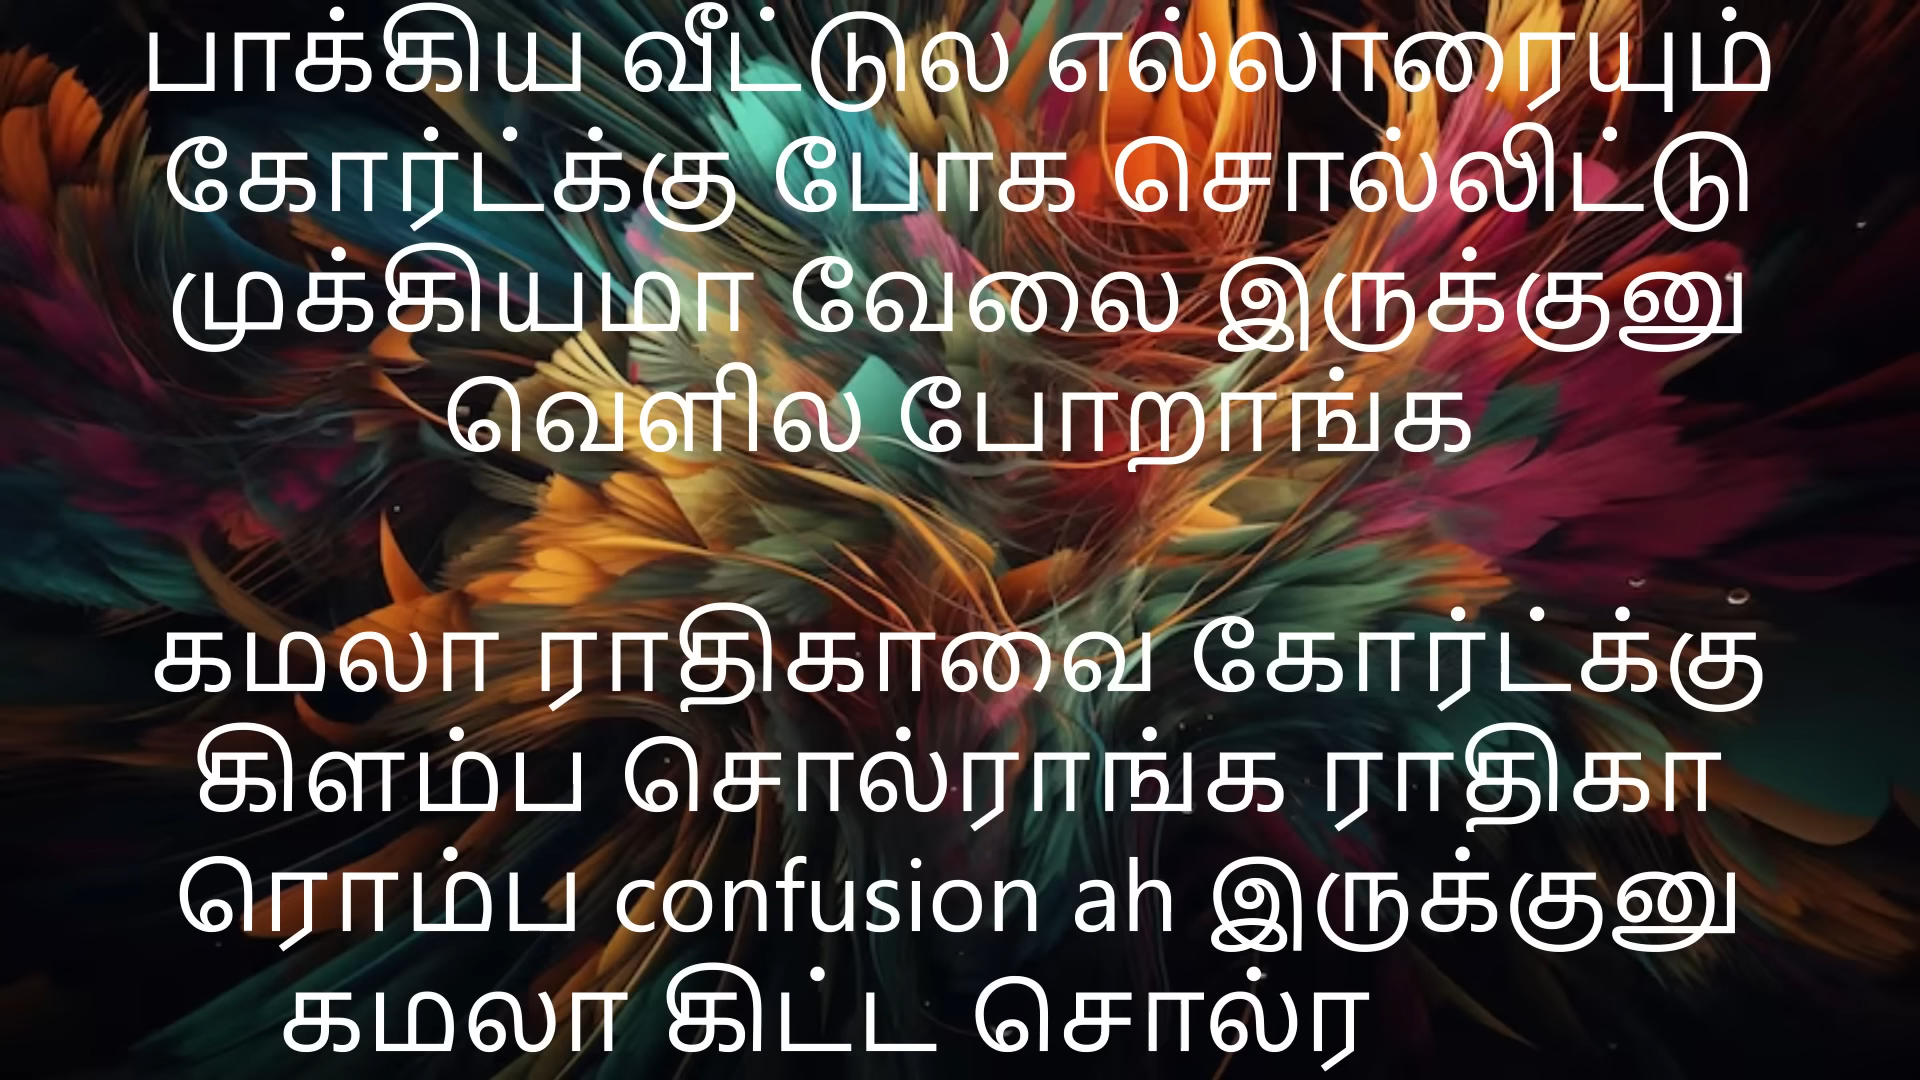 பாக்கிய வீட்டுல எல்லாரையும்
கோர்ட்க்கு போக சொல்லிட்டு
முக்கியமா வேலை இருக்குனு
வெளில போறாங்க
கமலா ராதிகாவை கோர்ட்க்கு
கிளம்ப சொல்ராங்க ராதிகா
ரொம்ப confusion ah இருக்குனு
கமலா கிட்ட சொல்ர